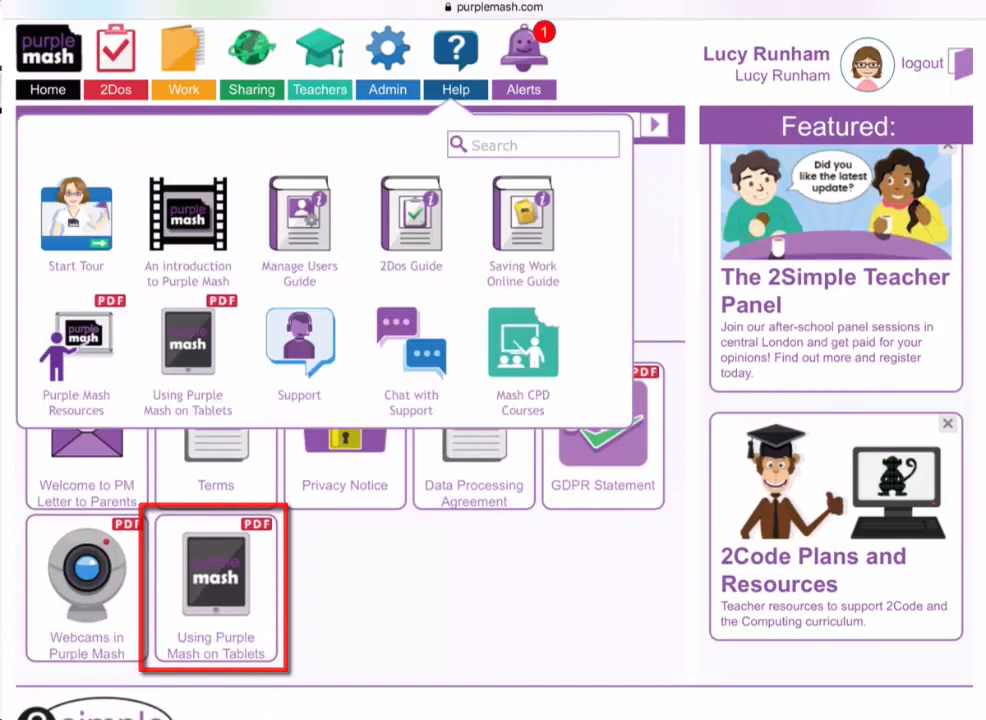 purplemash.com
purple
mash
1
Lucy Runham
Lucy Runham
logout
Home
2Dos
Work
Sharing
Teachers
Admin
Help
Alerts
Search
Featured:
Start Tour
purple
mash
An introduction
to Purple Mash
Manage Users
Guide
2Dos Guide
Saving Work
Online Guide
Did you
like the latest
update?
The 2Simple Teacher
Panel
Join our after-school panel sessions in
central London and get paid for your
opinions! Find out more and register
today.
PDF
purple
mash
Purple Mash
Resources
PDF
mash
Using Purple
Mash on Tablets
Support
Chat with
Support
Mash CPD
Courses
PDF
Welcome to PM
Letter to Parents
Terms
Privacy Notice
Data Processing
Agreement
GDPR Statement
PDF
Webcams in
Purple Mash
PDF
purple
mash
Using Purple
Mash on Tablets
2Code Plans and
Resources
Teacher resources to support 2Code and
the Computing curriculum.